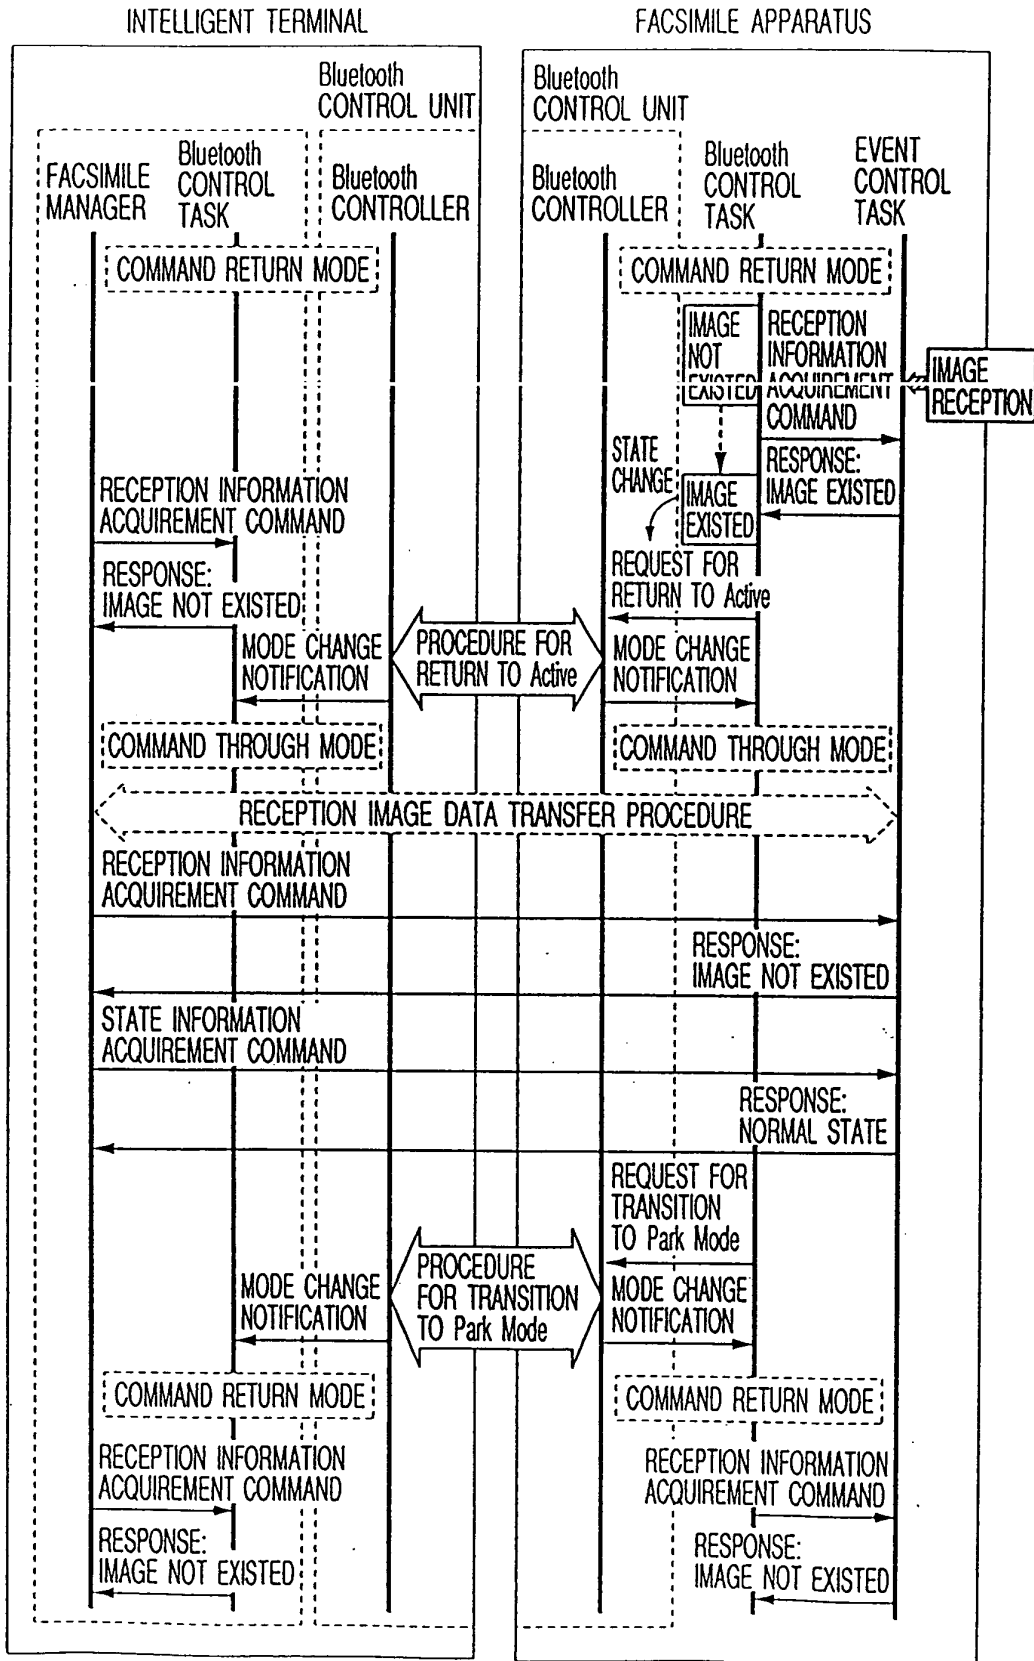 INTELLIGENT TERMINAL
FACSIMILE APPARATUS
Bluetooth
CONTROL UNIT
Bluetooth
CONTROL UNIT
FACSIMILE
MANAGER
Bluetooth
CONTROL
TASK
Bluetooth
CONTROLLER
Bluetooth
CONTROLLER
Bluetooth
CONTROL
TASK
EVENT
CONTROL
TASK
COMMAND RETURN MODE
COMMAND RETURN MODE
IMAGE
NOT
EXISTED
RECEPTION
INFORMATION
ACQUIREMENT
COMMAND
IMAGE
RECEPTION
STATE
CHANGE
IMAGE
EXISTED
RESPONSE:
IMAGE EXISTED
RECEPTION INFORMATION
ACQUIREMENT COMMAND
REQUEST FOR
RETURN TO Active
RESPONSE:
IMAGE NOT EXISTED
MODE CHANGE
NOTIFICATION
PROCEDURE FOR
RETURN TO Active
MODE CHANGE
NOTIFICATION
COMMAND THROUGH MODE
COMMAND THROUGH MODE
RECEPTION IMAGE DATA TRANSFER PROCEDURE
RECEPTION INFORMATION
ACQUIREMENT COMMAND
RESPONSE:
IMAGE NOT EXISTED
STATE INFORMATION
ACQUIREMENT COMMAND
RESPONSE:
NORMAL STATE
REQUEST FOR
TRANSITION
TO Park Mode
MODE CHANGE
NOTIFICATION
PROCEDURE
FOR TRANSITION
TO Park Mode
MODE CHANGE
NOTIFICATION
COMMAND RETURN MODE
COMMAND RETURN MODE
RECEPTION INFORMATION
ACQUIREMENT COMMAND
RECEPTION INFORMATION
ACQUIREMENT COMMAND
RESPONSE:
IMAGE NOT EXISTED
RESPONSE:
IMAGE NOT EXISTED